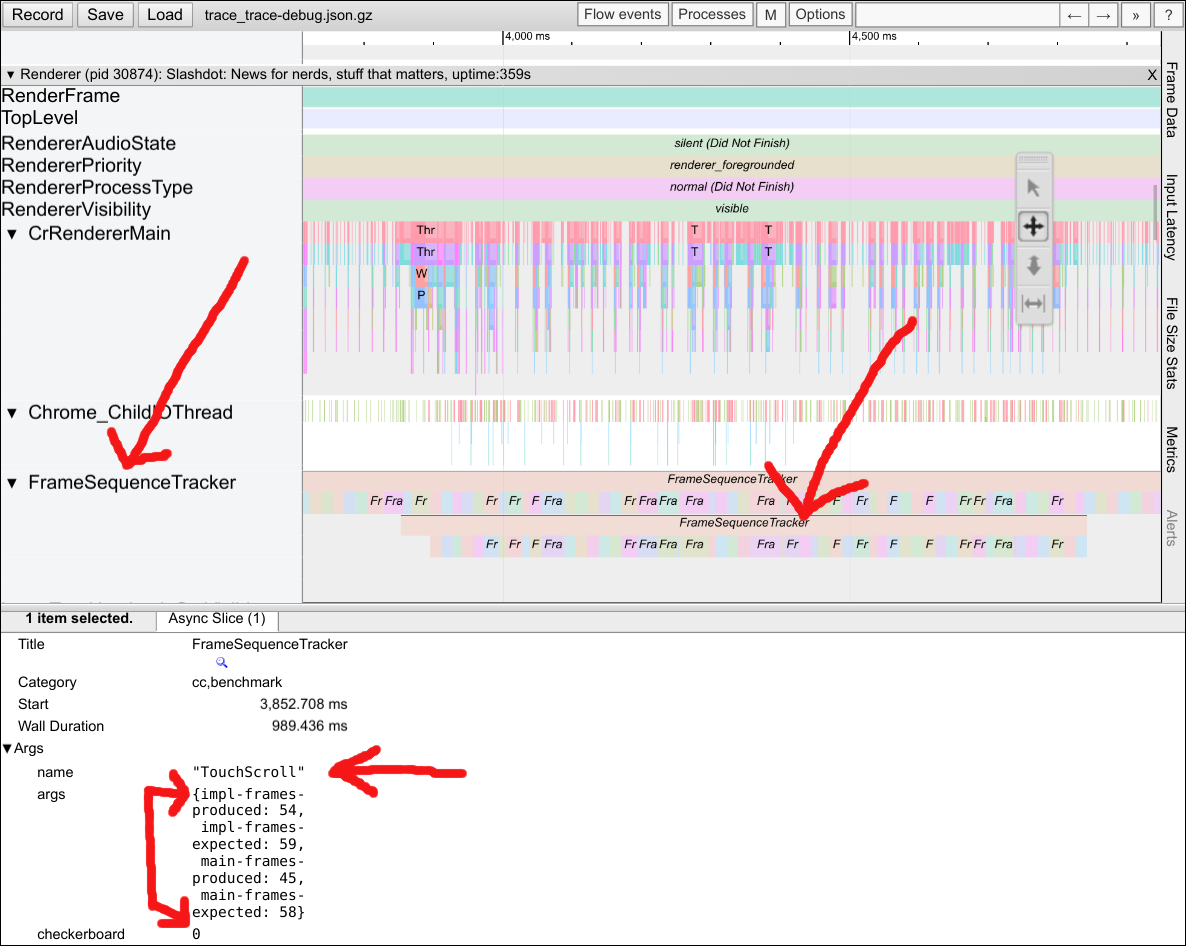 Record Save Load trace_trace-debug.json.gz Flow events Processes M Options ← → » ?
4,000 ms 4,500 ms
▼ Renderer (pid 30874): Slashdot: News for nerds, stuff that matters, uptime:359s X
RenderFrame
TopLevel
RendererAudioState silent (Did Not Finish)
RendererPriority renderer_foregrounded
RendererProcessType normal (Did Not Finish)
RendererVisibility visible
▼ CrRendererMain Thr T T
Thr T T
W
P
▼ Chrome_ChildIOThread
▼ FrameSequenceTracker FrameSequenceTracker
Fr Fra Fr Fr Fr F Fra Fr Fra Fra Fra Fra Fr F Fr F F Fr Fr Fra Fr
FrameSequenceTracker
Fr Fr F Fra Fr Fra Fra Fra Fra Fr F Fr F F Fr Fr Fra Fr
Frame Data
Input Latency
File Size Stats
Metrics
Alerts
1 item selected. Async Slice (1)
Title FrameSequenceTracker
Category cc,benchmark
Start 3,852.708 ms
Wall Duration 989.436 ms
▼Args
name "TouchScroll"
args {impl-frames-
produced: 54,
impl-frames-
expected: 59,
main-frames-
produced: 45,
main-frames-
expected: 58}
checkerboard 0